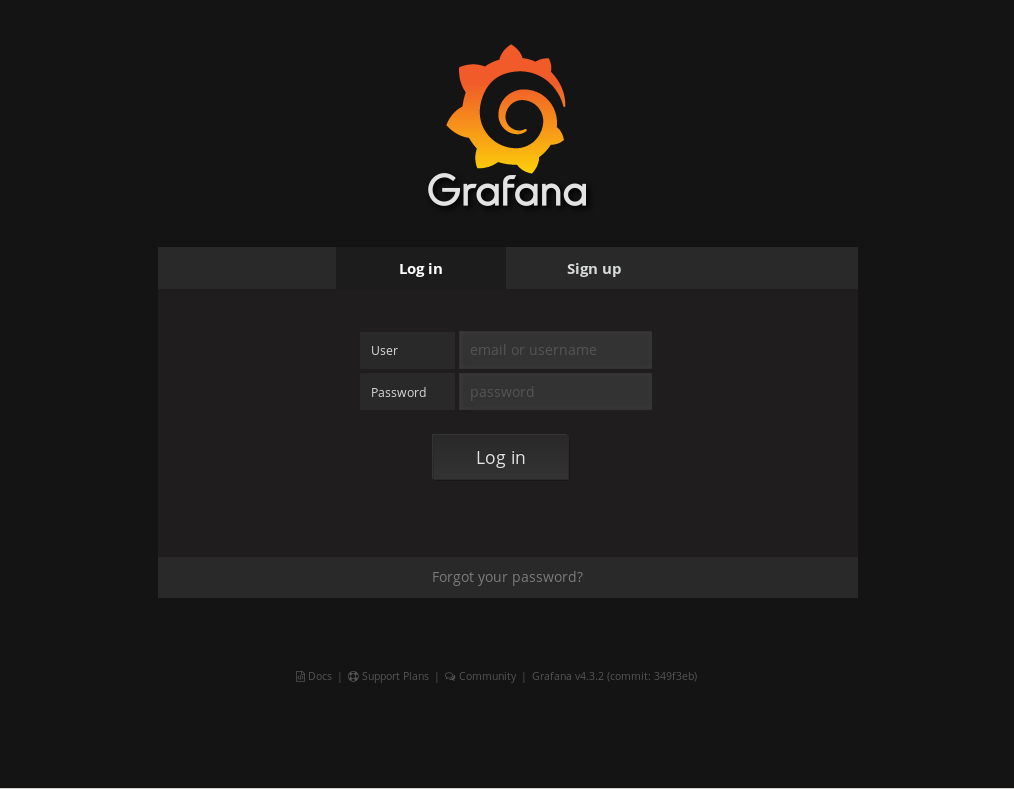 Grafana
Log in
Sign up
User
email or username
Password
password
Log in
Forgot your password?
Docs | Support Plans | Community | Grafana v4.3.2 (commit: 349f3eb)